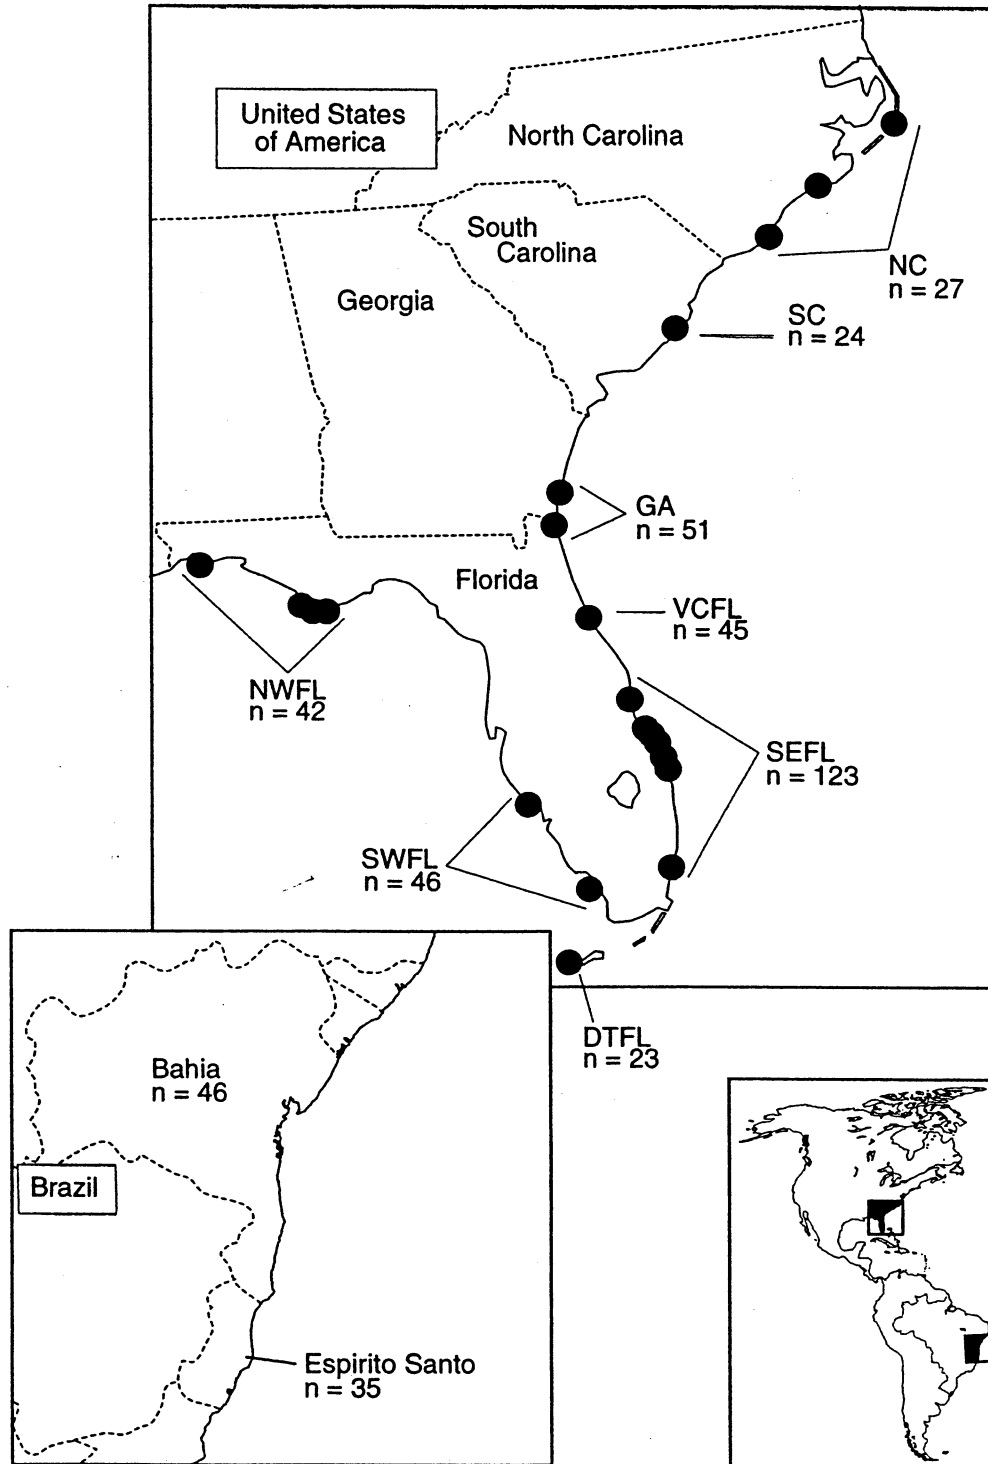 United States
of America
North Carolina
South
Carolina
Georgia
NC
n = 27
SC
n = 24
GA
n = 51
Florida
VCFL
n = 45
NWFL
n = 42
SEFL
n = 123
SWFL
n = 46
DTFL
n = 23
Bahia
n = 46
Brazil
Espirito Santo
n = 35